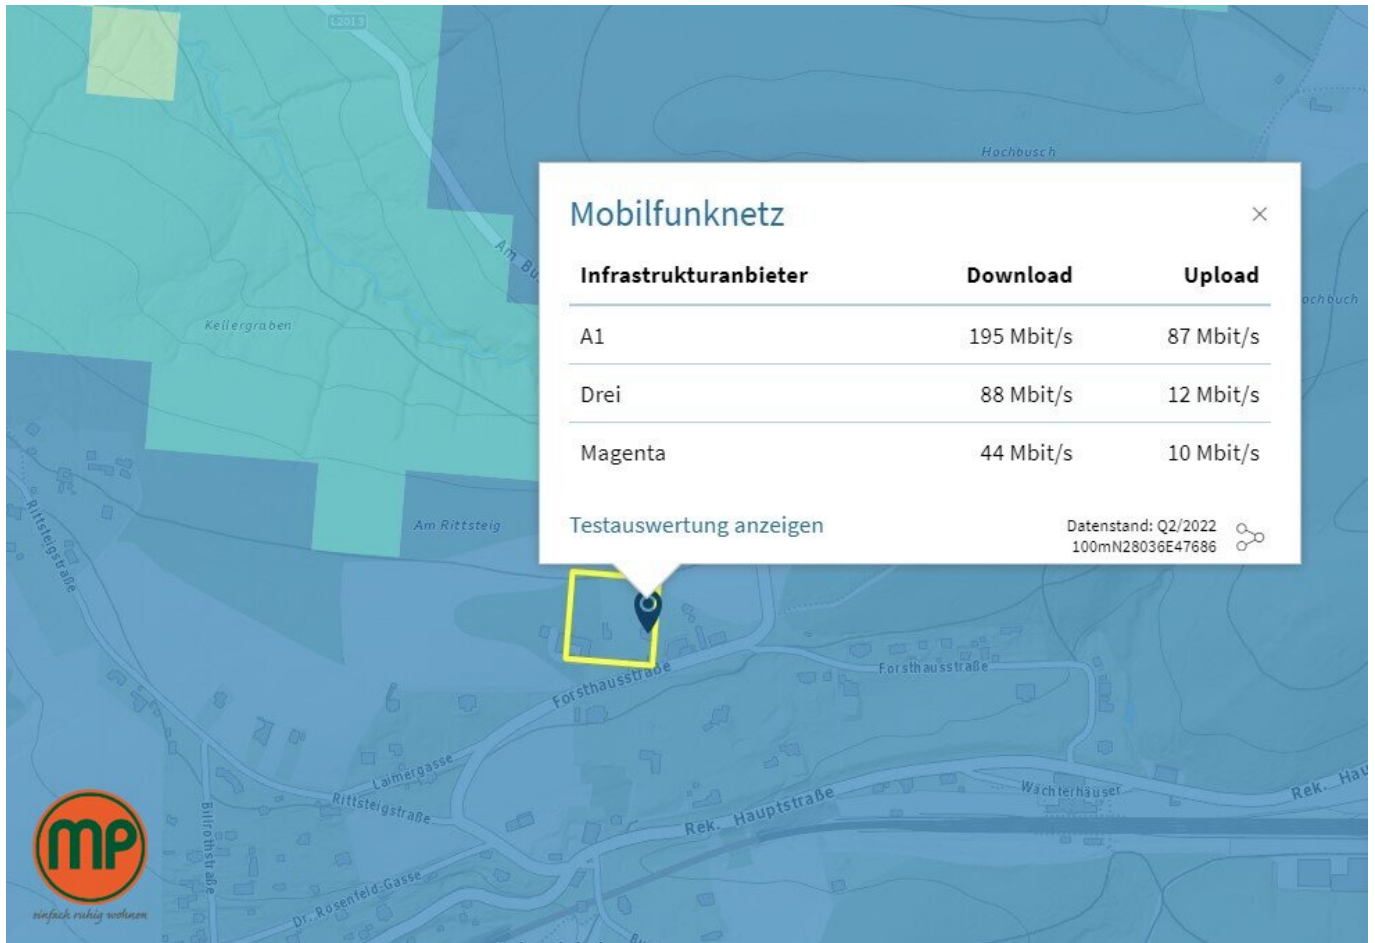 L2013
Hochbusch
Mobilfunknetz
Infrastrukturanbieter Download Upload
A1 195 Mbit/s 87 Mbit/s
Drei 88 Mbit/s 12 Mbit/s
Magenta 44 Mbit/s 10 Mbit/s
Testauswertung anzeigen
Datenstand: Q2/2022
100mN28036E47686
Am Bu
ochbuch
Kellergraben
Am Rittsteig
Rittsteigstraße
Forsthausstraße
Forsthausstraße
Laimergasse
Rittsteigstraße
Billrothstraße
Rek. Hauptstraße
Wächterhäuser
Rek. Hau
Dr. Rosenfeld-Gasse
Bu
MP
einfach ruhig wohnen